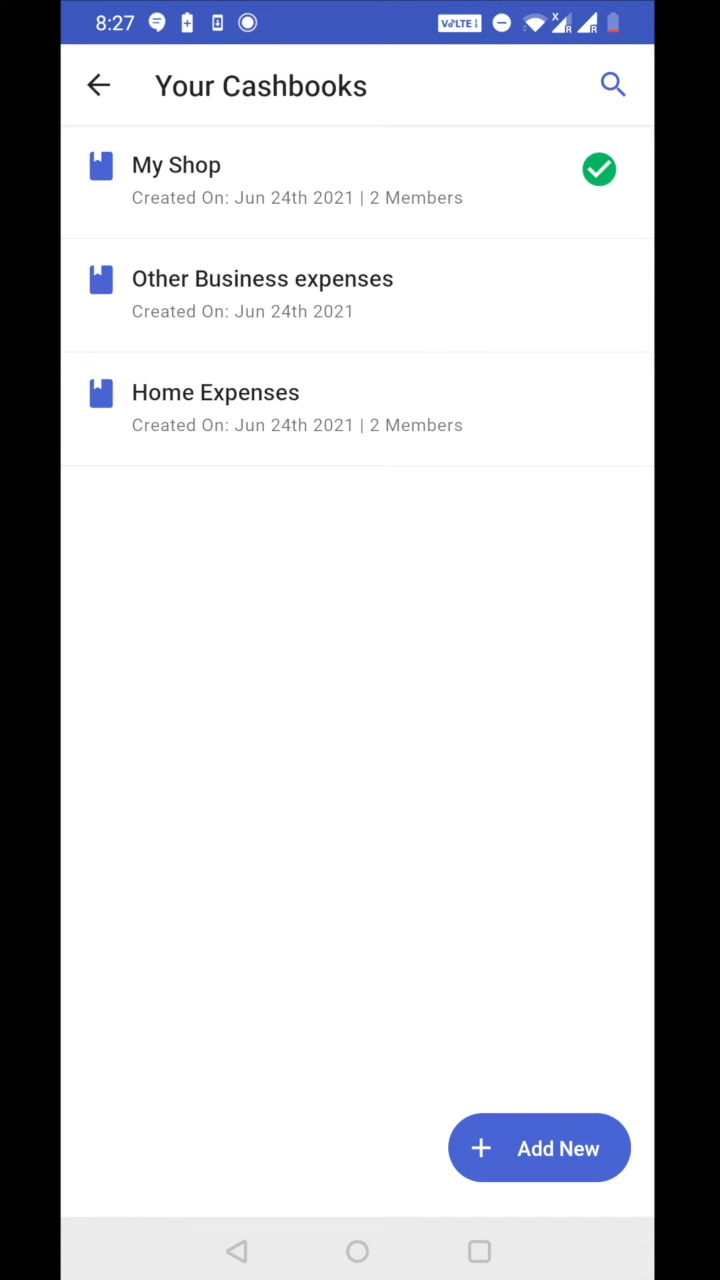 8:27 VoLTE
Your Cashbooks
My Shop
Created On: Jun 24th 2021 | 2 Members
Other Business expenses
Created On: Jun 24th 2021
Home Expenses
Created On: Jun 24th 2021 | 2 Members
+ Add New